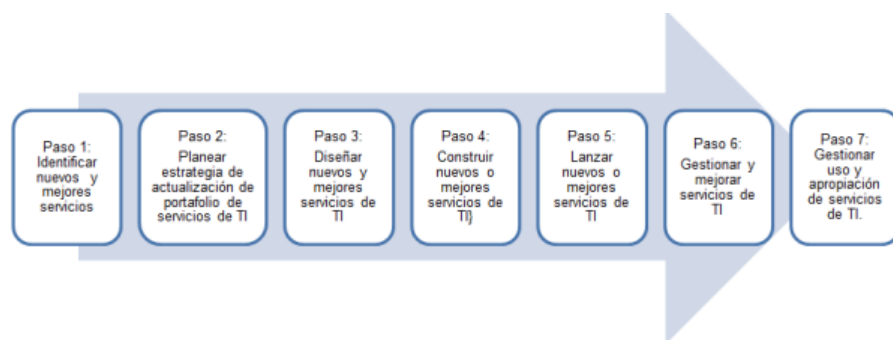 Paso 1:
Identificar
nuevos y
mejores
servicios
Paso 2:
Planear
estrategia de
actualización de
portafolio de
servicios de TI
Paso 3:
Diseñar
nuevos y
mejores
servicios de
TI
Paso 4:
Construir
nuevos o
mejores
servicios de
TI}
Paso 5:
Lanzar
nuevos o
mejores
servicios de
TI
Paso 6:
Gestionar y
mejorar
servicios de
TI
Paso 7:
Gestionar
uso y
apropiación
de servicios
de TI.